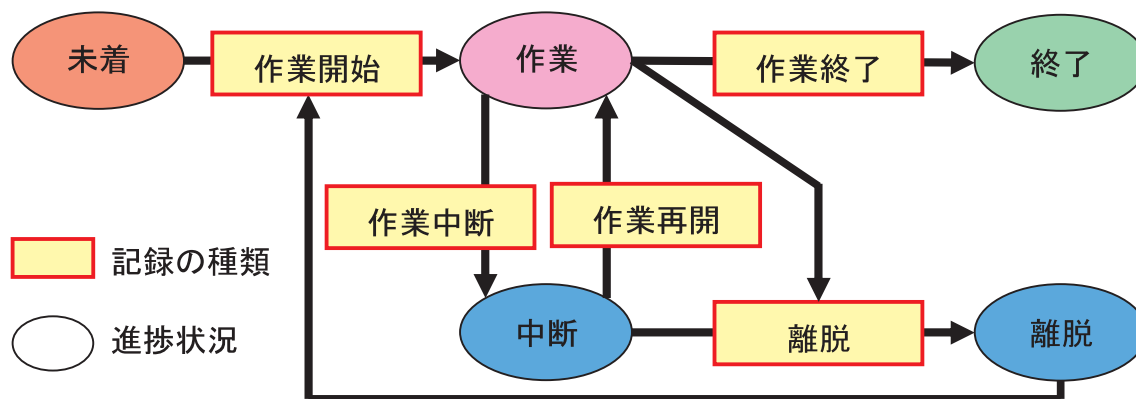 未着
作業開始
作業
作業終了
終了
作業中断
作業再開
記録の種類
進捗状況
中断
離脱
離脱